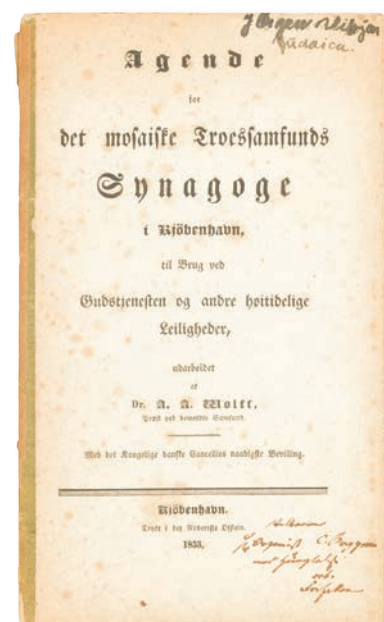 Judaica.
Agende
for
det mosaiske Troessamfunds
Synagoge
i Kjöbenhavn,
til Brug ved
Gudstjenesten og andre høitidelige
Leiligheder,
udarbeidet
af
Dr. A. A. Wolff,
Præst ved bemeldte Samfund.
Med det Kongelige danske Cancellies naadigste Bevilling.
Kjöbenhavn.
Trykt i det Officin.
1833.